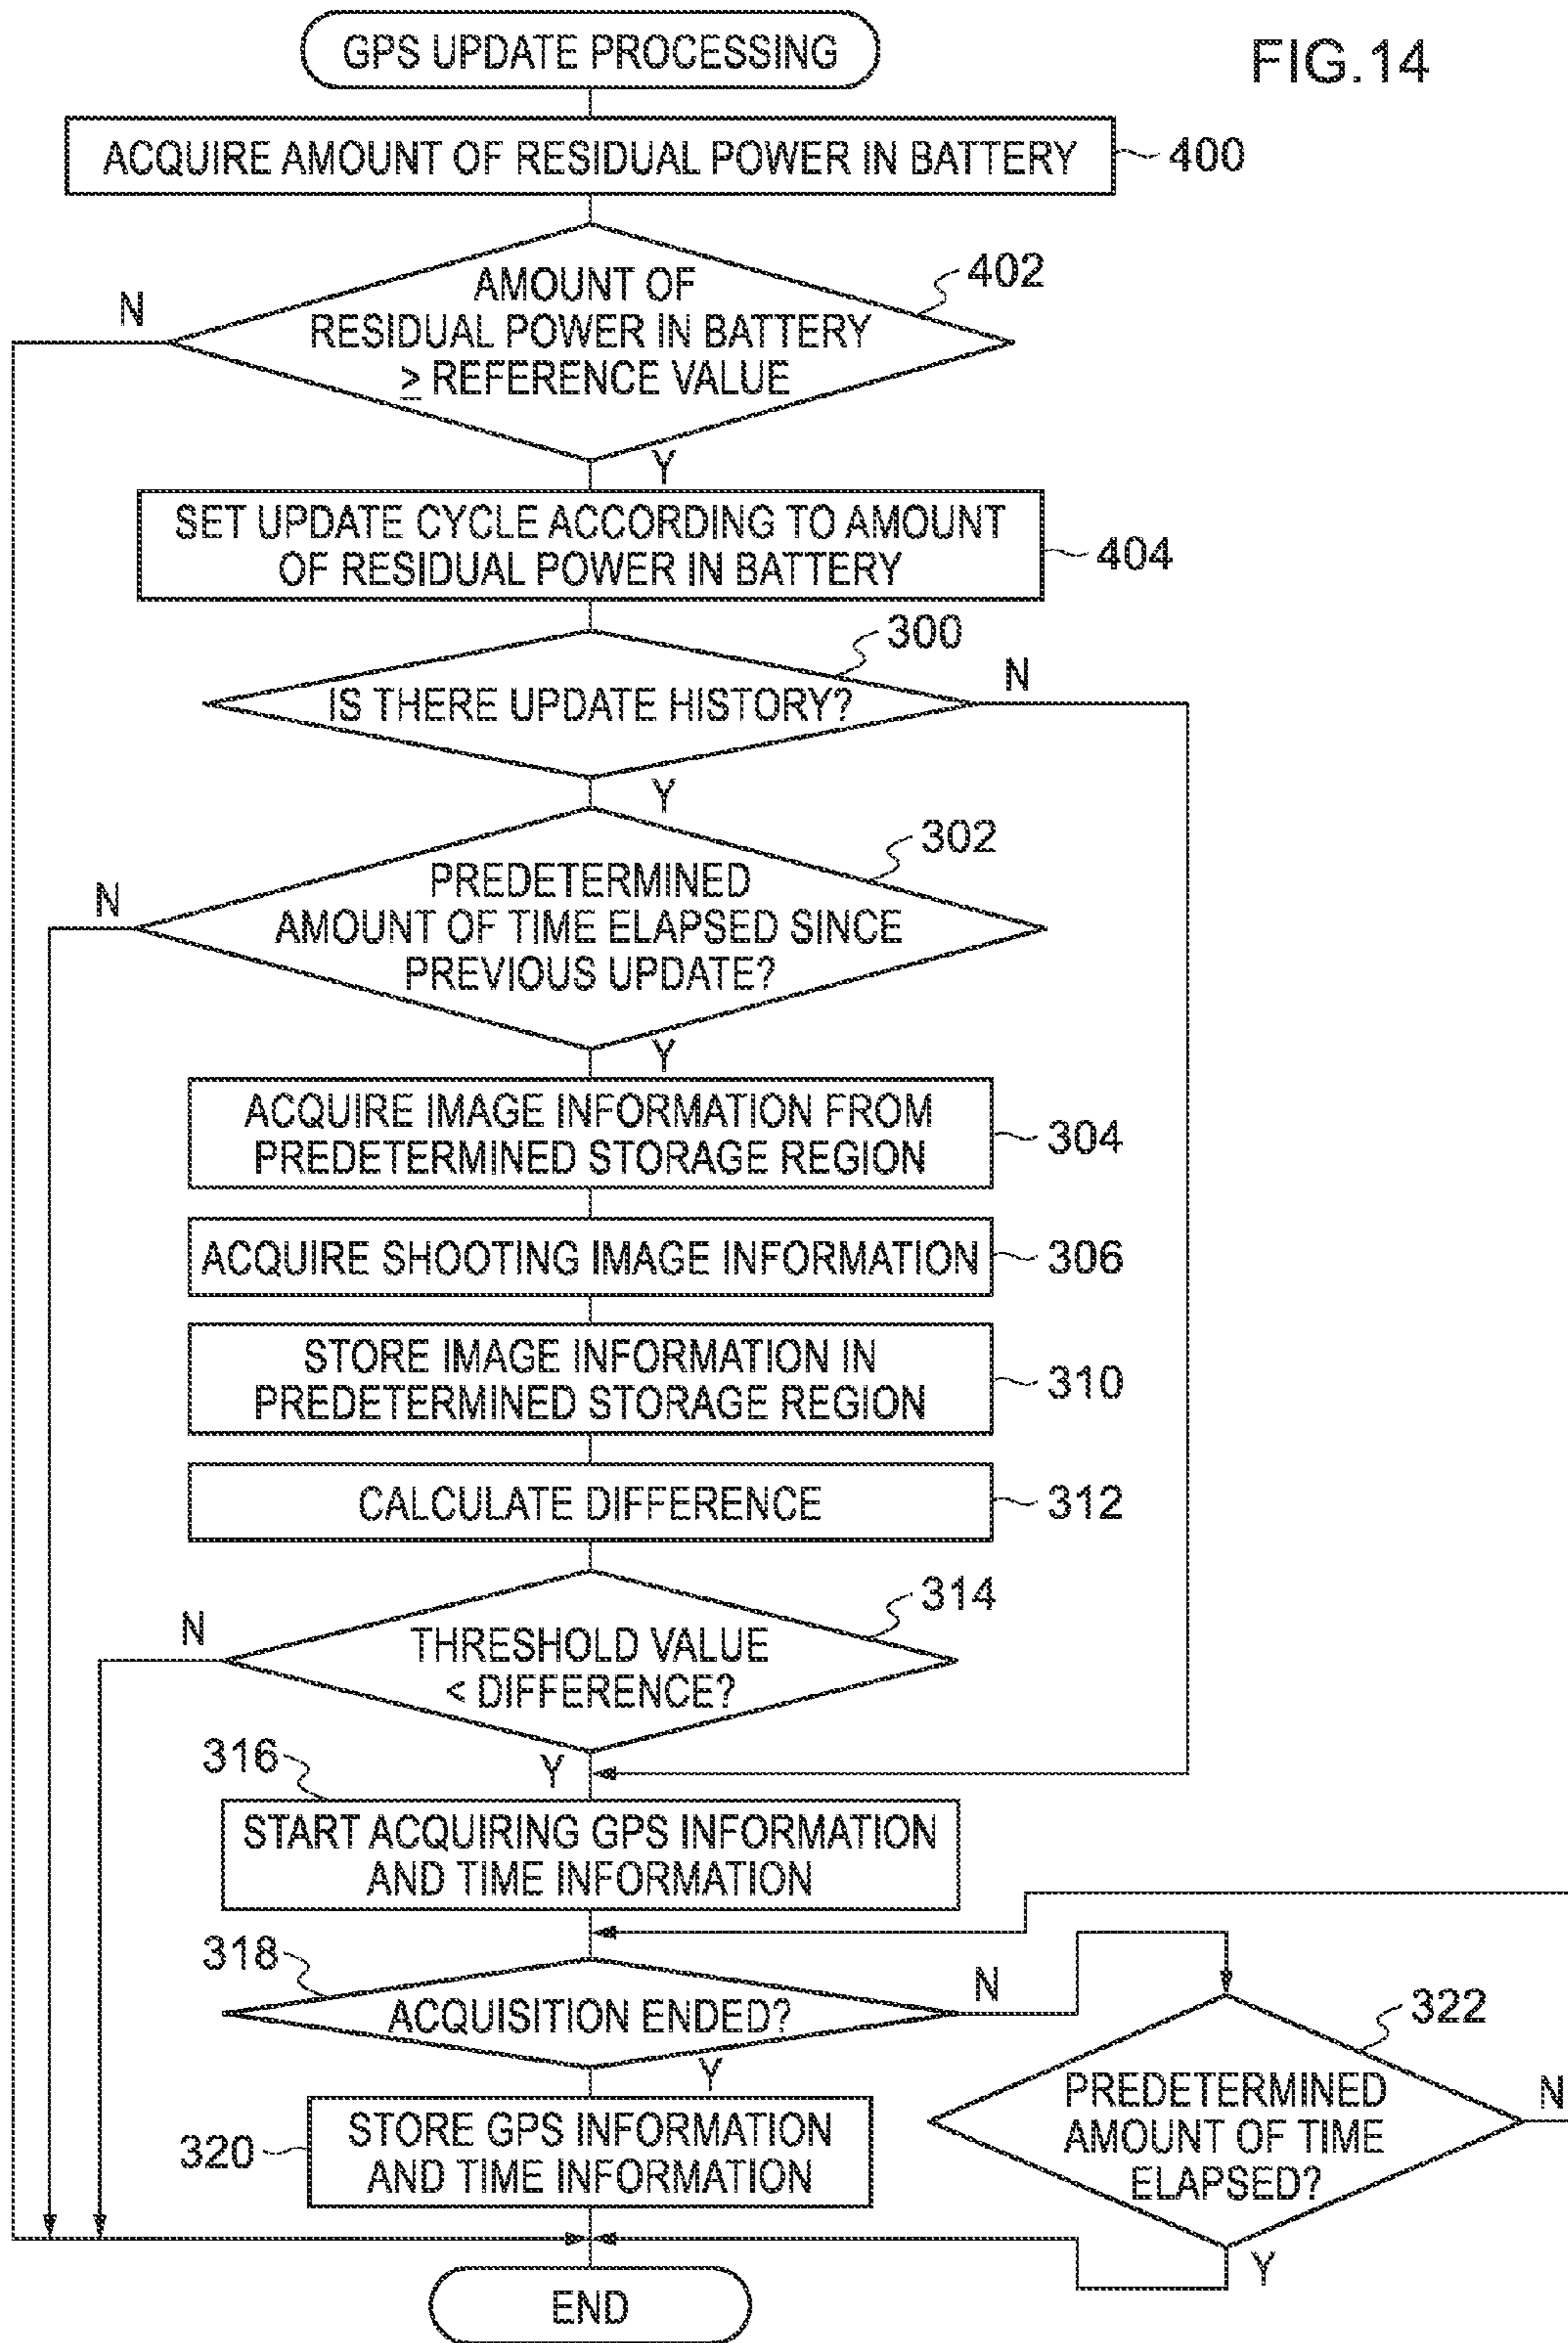 FIG.14
GPS UPDATE PROCESSING
ACQUIRE AMOUNT OF RESIDUAL POWER IN BATTERY
400
402
AMOUNT OF
RESIDUAL POWER IN BATTERY
≥ REFERENCE VALUE
N
Y
SET UPDATE CYCLE ACCORDING TO AMOUNT
OF RESIDUAL POWER IN BATTERY
404
300
IS THERE UPDATE HISTORY?
N
Y
302
PREDETERMINED
AMOUNT OF TIME ELAPSED SINCE
PREVIOUS UPDATE?
N
Y
ACQUIRE IMAGE INFORMATION FROM
PREDETERMINED STORAGE REGION
304
ACQUIRE SHOOTING IMAGE INFORMATION
306
STORE IMAGE INFORMATION IN
PREDETERMINED STORAGE REGION
310
CALCULATE DIFFERENCE
312
314
THRESHOLD VALUE
< DIFFERENCE?
N
Y
316
START ACQUIRING GPS INFORMATION
AND TIME INFORMATION
318
ACQUISITION ENDED?
N
Y
322
PREDETERMINED
AMOUNT OF TIME
ELAPSED?
N
Y
320
STORE GPS INFORMATION
AND TIME INFORMATION
END